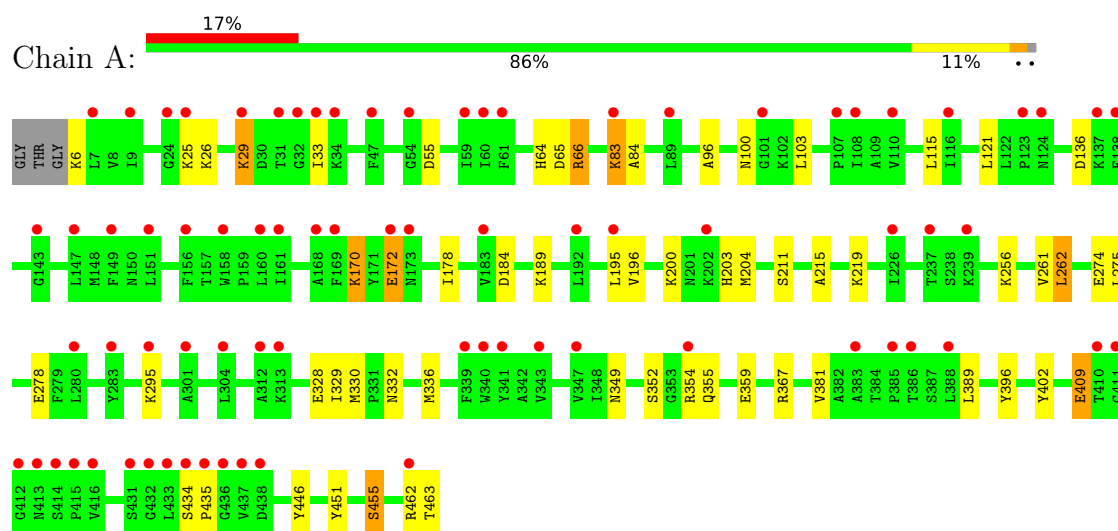 17%
Chain A:
86% 11% • •
GLY THR GLY K6 L7 V8 I9 G24 K25 K26 K29 D30 T31 G32 I33 K34 F47 G54 D55 I59 I60 F61 H64 D65 R66 K83 A84 L89 A96 N100 G101 K102 L103 P107 I108 A109 V110 L115 I116 L121 L122 P123 N124 D136 K137 E138
G143 L147 M148 F149 N150 L151 F156 T157 W158 P159 L160 I161 A168 F169 K170 Y171 E172 N173 I178 V183 D184 K189 L192 L195 V196 K200 N201 K202 H203 M204 S211 A215 K219 I226 T237 S238 K239 K256 V261 L262 E274 L275
E278 F279 L280 Y283 K295 A301 L304 A312 K313 E328 I329 M330 P331 N332 M336 F339 W340 Y341 A342 V343 V347 I348 N349 S352 G353 R354 Q355 E359 R367 V381 A382 A383 T384 P385 T386 S387 L388 L389 Y396 Y402 E409 T410 G411
G412 N413 S414 P415 V416 S431 G432 L433 S434 P435 G436 V437 D438 Y446 Y451 S455 R462 T463